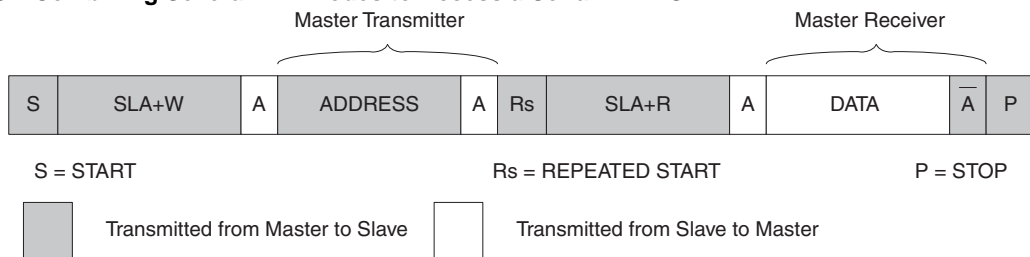 Master Transmitter
Master Receiver
S SLA+W A ADDRESS A Rs SLA+R A DATA A̅ P
S = START
Rs = REPEATED START
P = STOP
Transmitted from Master to Slave
Transmitted from Slave to Master